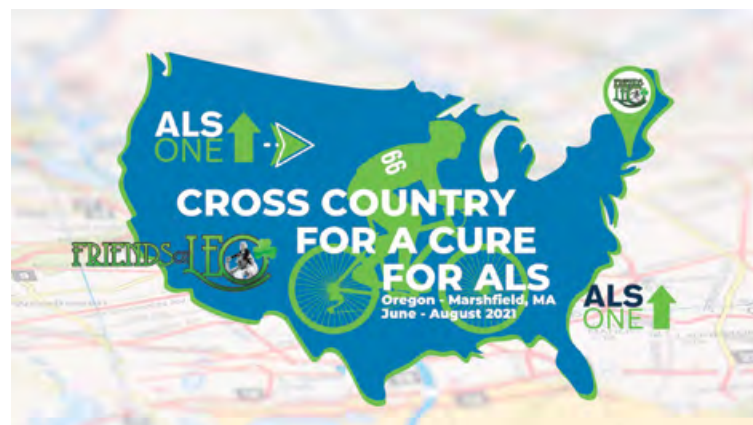 ALS
ONE
66
CROSS COUNTRY
FOR A CURE
FOR ALS
Oregon - Marshfield, MA
June - August 2021
FRIENDS OF LEO
ALS
ONE